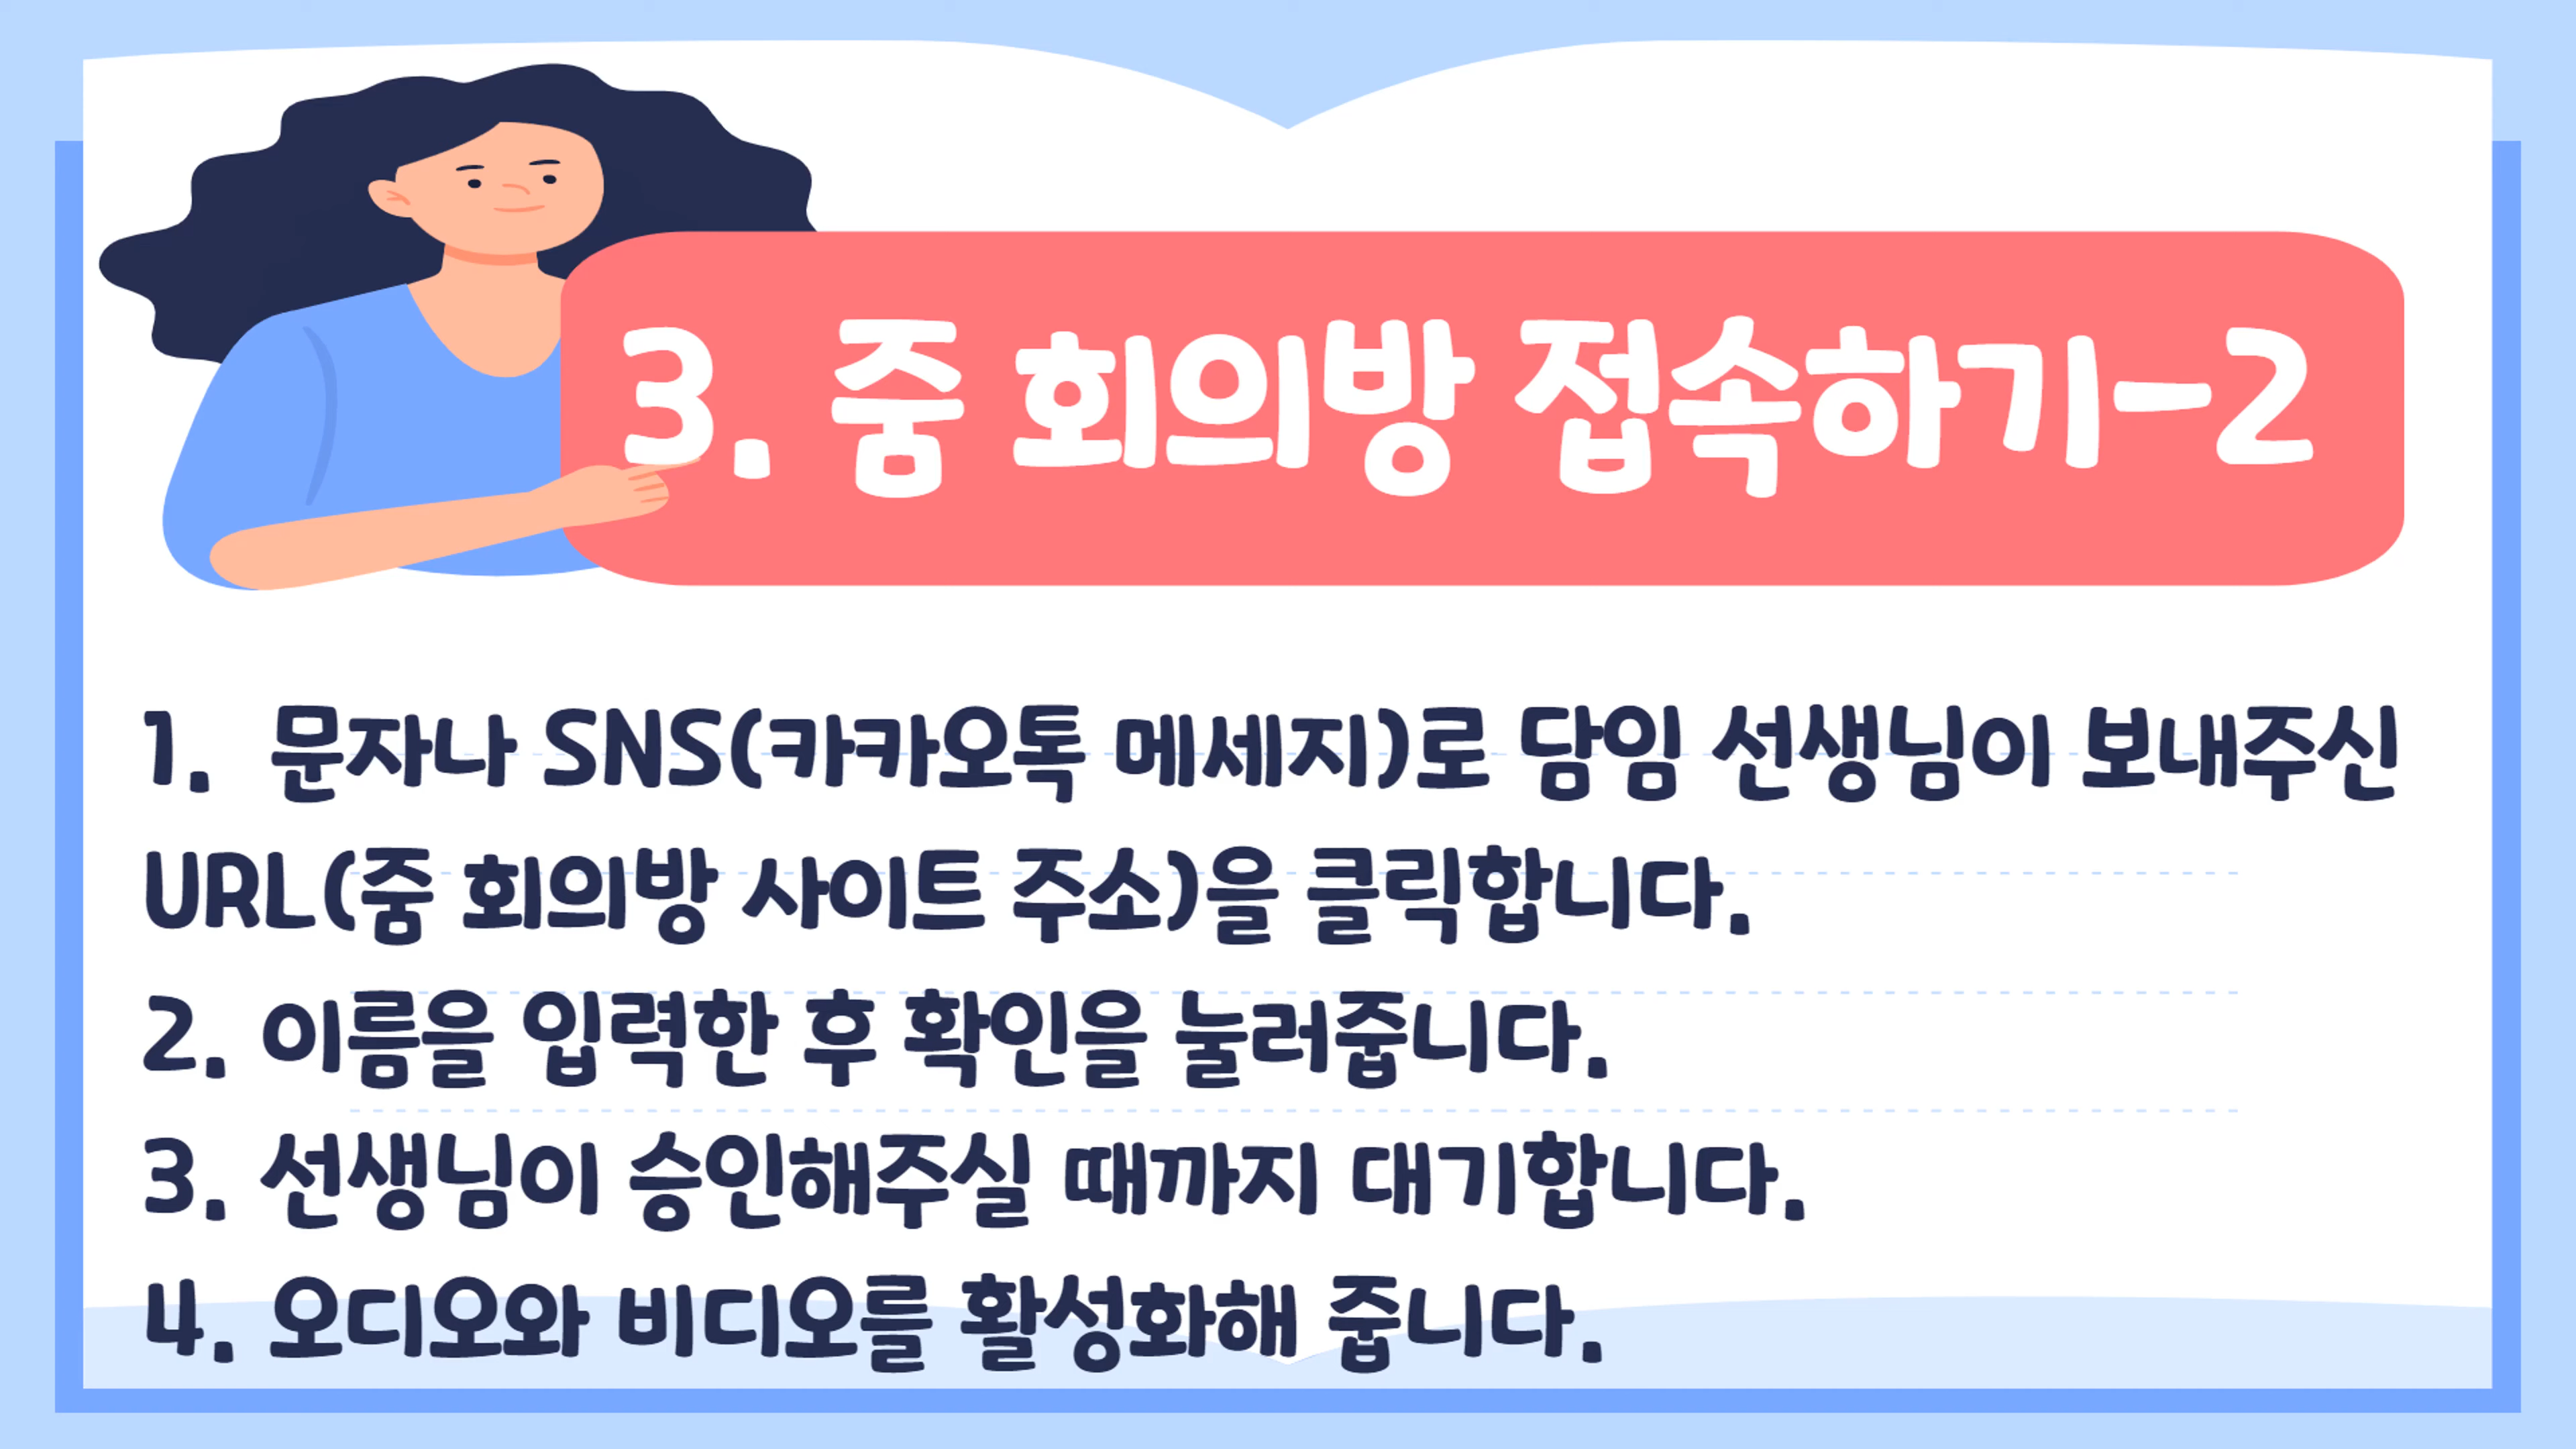 3. 줌 회의방 접속하기-2
1. 문자나 SNS(카카오톡 메세지)로 담임 선생님이 보내주신
URL(줌 회의방 사이트 주소)을 클릭합니다.
2. 이름을 입력한 후 확인을 눌러줍니다.
3. 선생님이 승인해주실 때까지 대기합니다.
4. 오디오와 비디오를 활성화해 줍니다.